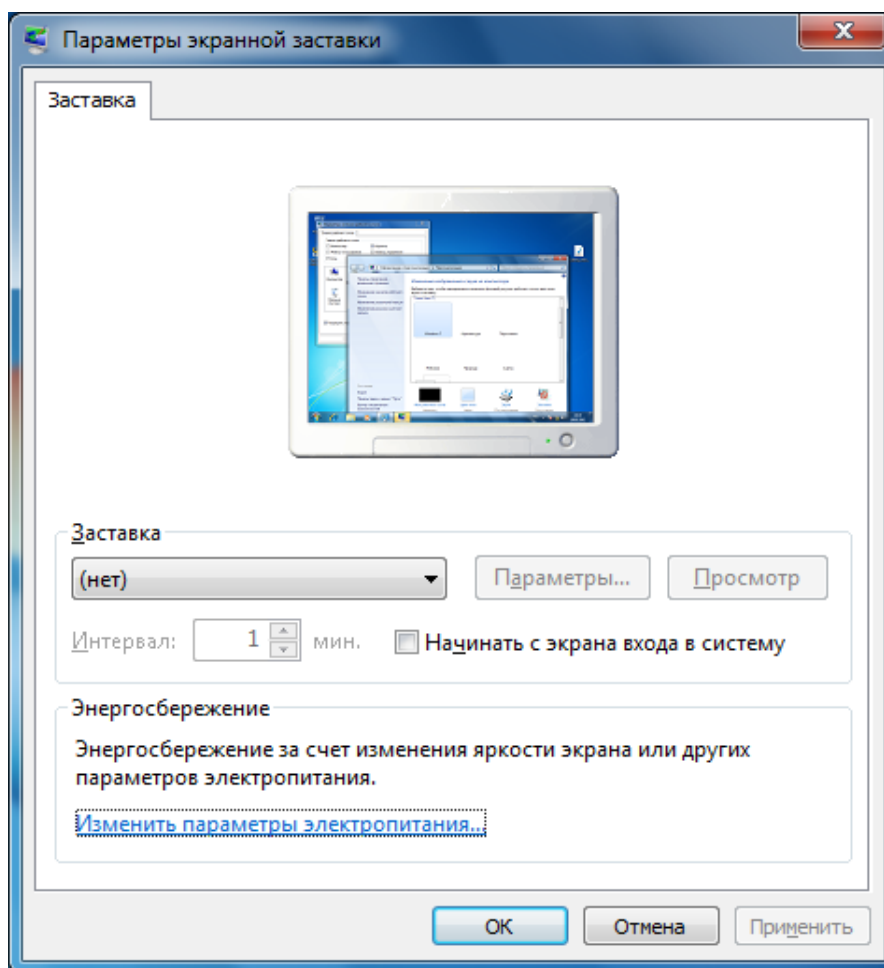 Параметры экранной заставки
Заставка
Заставка
(нет)
Параметры...
Просмотр
Интервал: 1 мин.
Начинать с экрана входа в систему
Энергосбережение
Энергосбережение за счет изменения яркости экрана или других
параметров электропитания.
Изменить параметры электропитания...
OK
Отмена
Применить